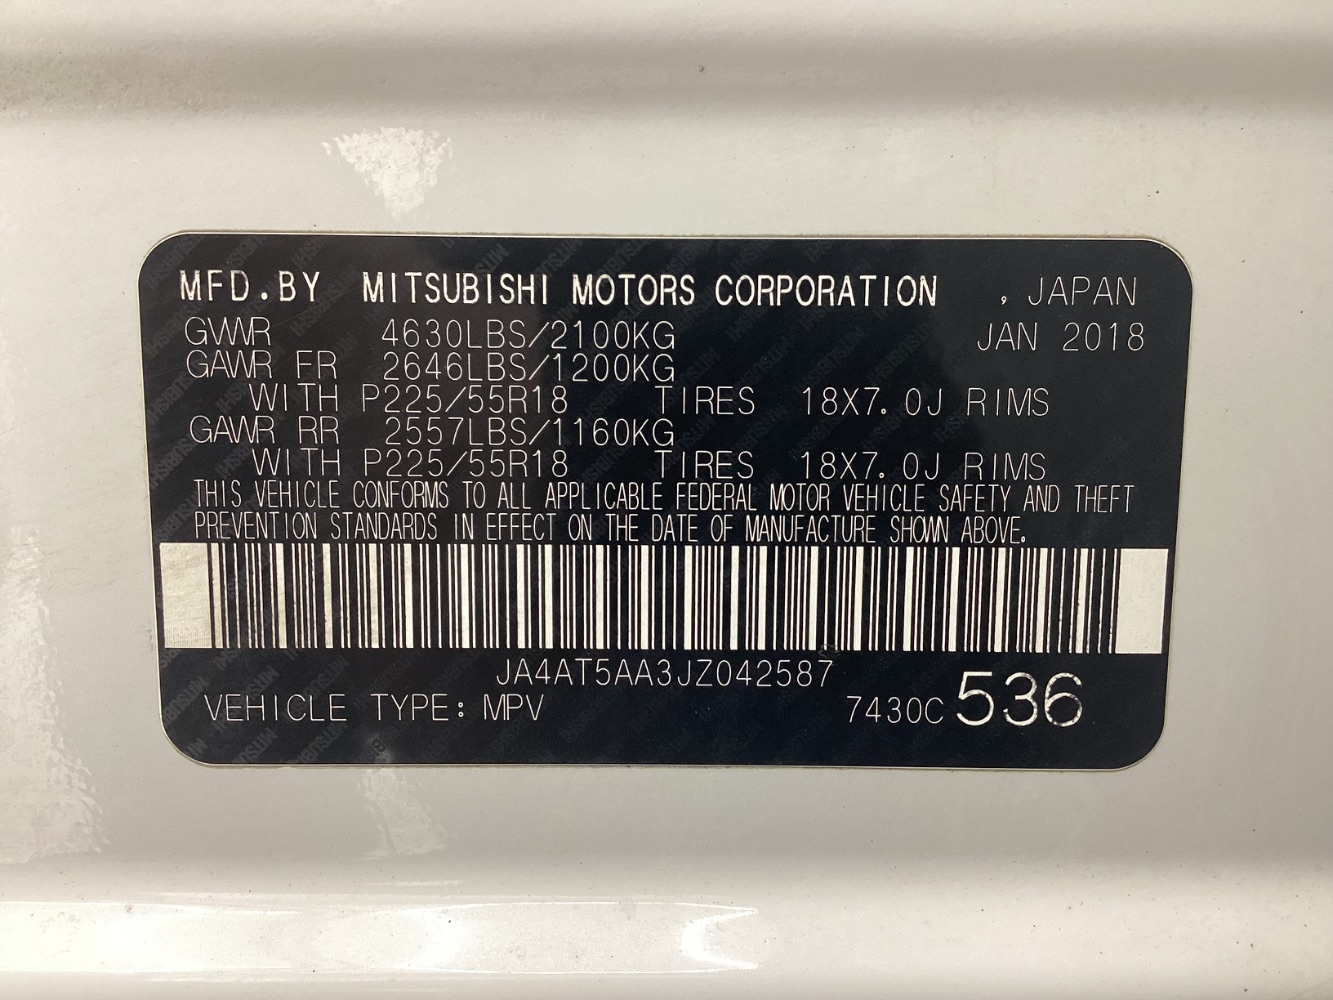 MFD.BY MITSUBISHI MOTORS CORPORATION , JAPAN
GVWR 4630LBS/2100KG JAN 2018
GAWR FR 2646LBS/1200KG
WITH P225/55R18 TIRES 18X7.0J RIMS
GAWR RR 2557LBS/1160KG
WITH P225/55R18 TIRES 18X7.0J RIMS
THIS VEHICLE CONFORMS TO ALL APPLICABLE FEDERAL MOTOR VEHICLE SAFETY AND THEFT
PREVENTION STANDARDS IN EFFECT ON THE DATE OF MANUFACTURE SHOWN ABOVE.
JA4AT5AA3JZ042587
VEHICLE TYPE: MPV 7430C 536